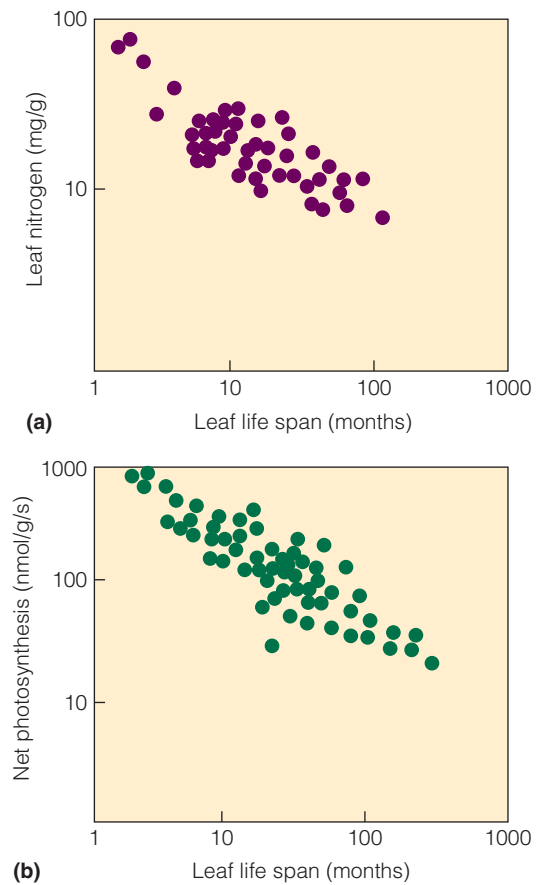 100
Leaf nitrogen (mg/g)
10
1 10 100 1000
(a) Leaf life span (months)
1000
Net photosynthesis (nmol/g/s)
100
10
1 10 100 1000
(b) Leaf life span (months)